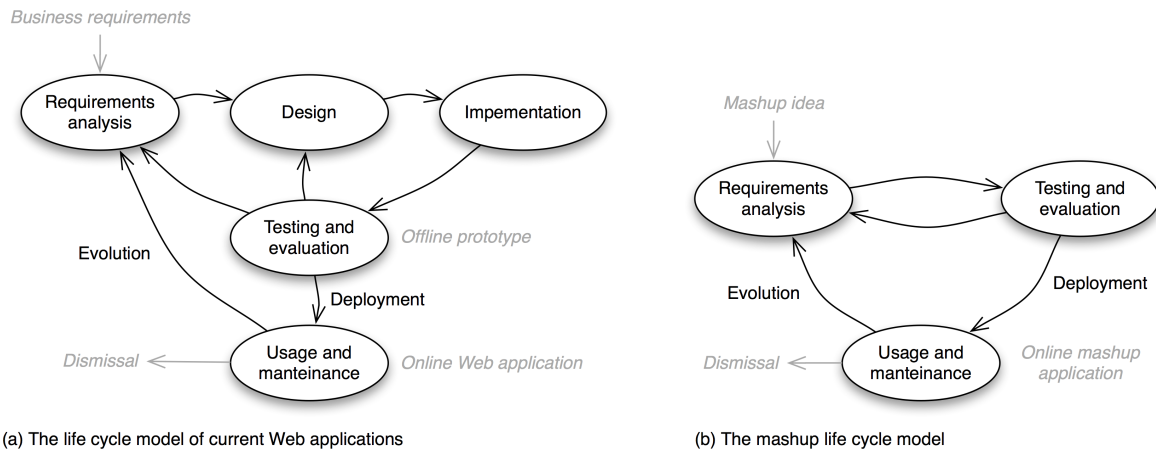 Business requirements
Requirements
analysis
Design
Impementation
Testing and
evaluation
Offline prototype
Evolution
Deployment
Dismissal
Usage and
manteinance
Online Web application
(a) The life cycle model of current Web applications
Mashup idea
Requirements
analysis
Testing and
evaluation
Evolution
Deployment
Dismissal
Usage and
manteinance
Online mashup
application
(b) The mashup life cycle model